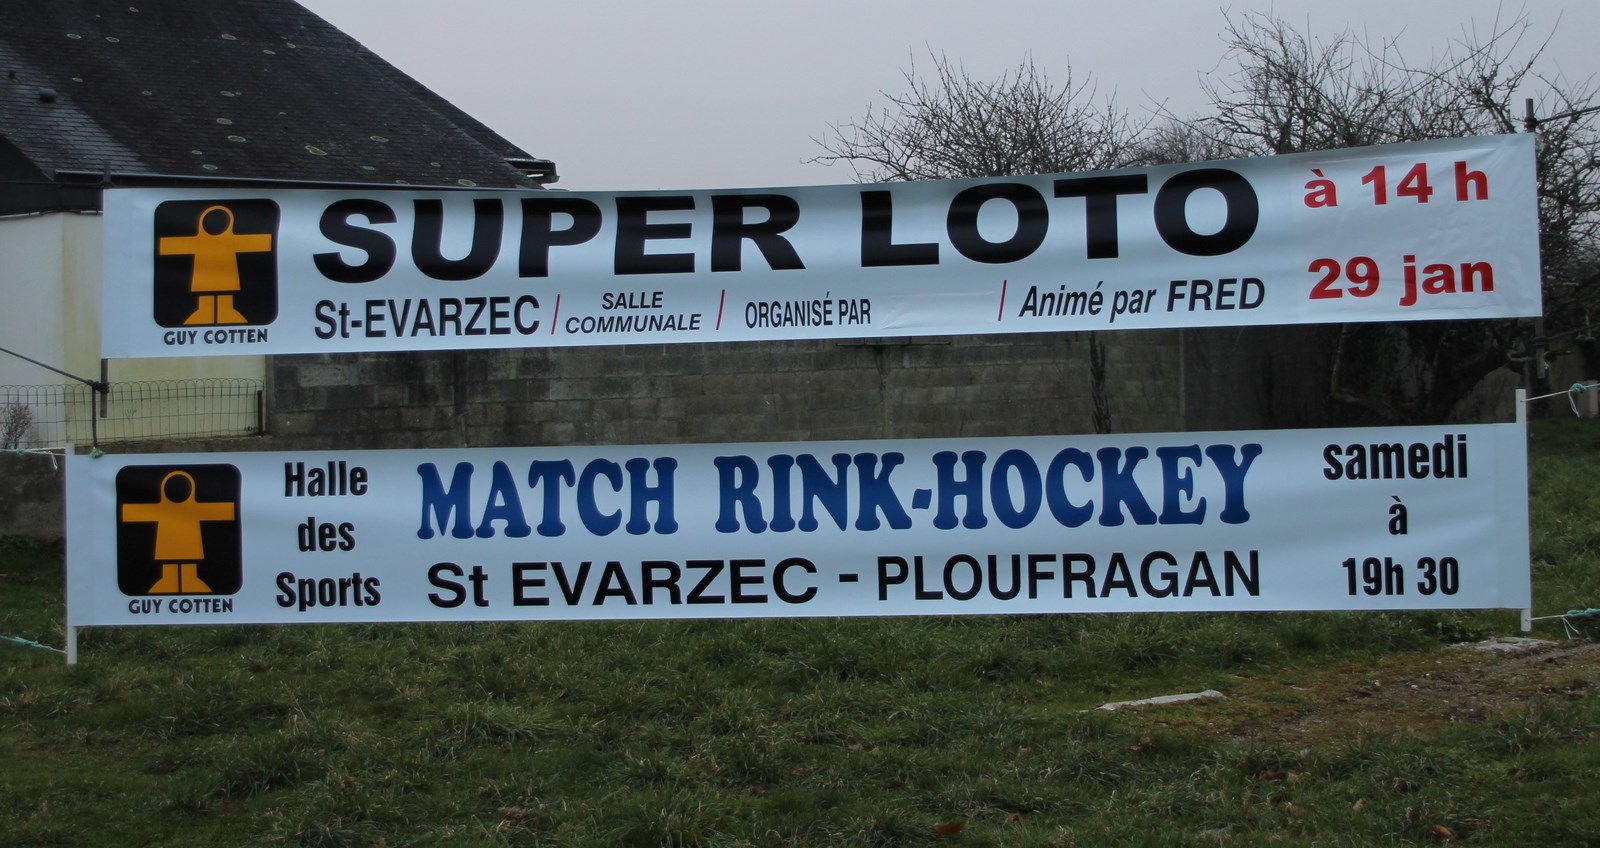 SUPER LOTO
à 14 h
29 jan
St-EVARZEC / SALLE COMMUNALE / ORGANISÉ PAR / Animé par FRED
GUY COTTEN
Halle
des
Sports
MATCH RINK-HOCKEY
St EVARZEC - PLOUFRAGAN
samedi
à
19h 30
GUY COTTEN